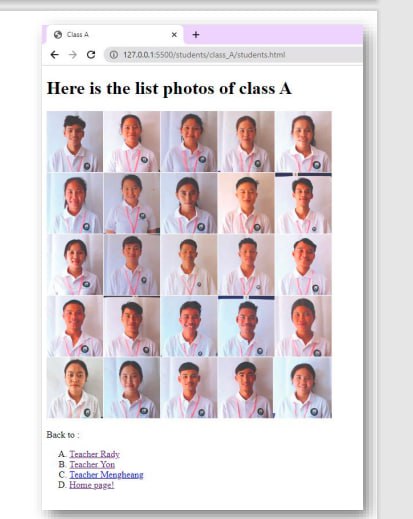 Class A
127.0.0.1:5500/students/class_A/students.html
Here is the list photos of class A
Back to :
A. Teacher Rady
B. Teacher Yon
C. Teacher Mengheang
D. Home page!